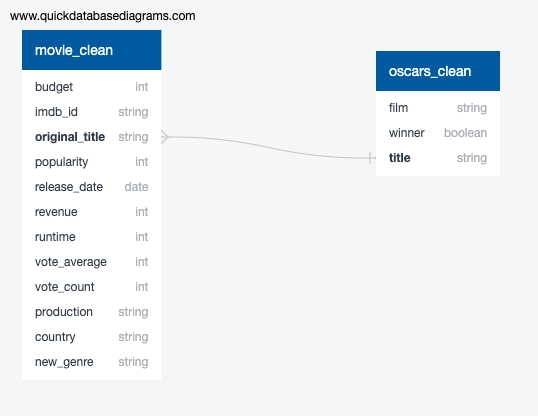 www.quickdatabasediagrams.com
movie_clean
budget int
imdb_id string
original_title string
popularity int
release_date date
revenue int
runtime int
vote_average int
vote_count int
production string
country string
new_genre string
oscars_clean
film string
winner boolean
title string